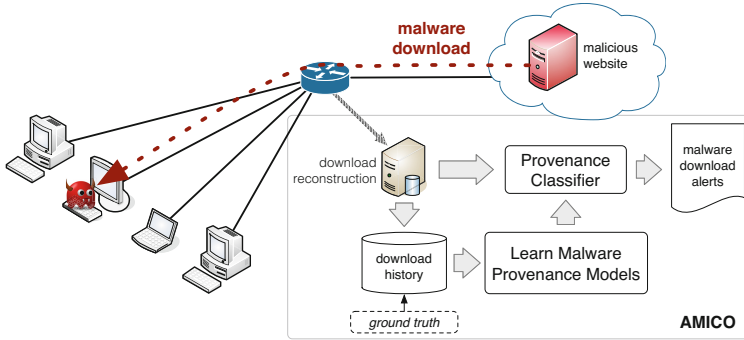 malware
download
malicious
website
download
reconstruction
Provenance
Classifier
malware
download
alerts
download
history
Learn Malware
Provenance Models
ground truth
AMICO